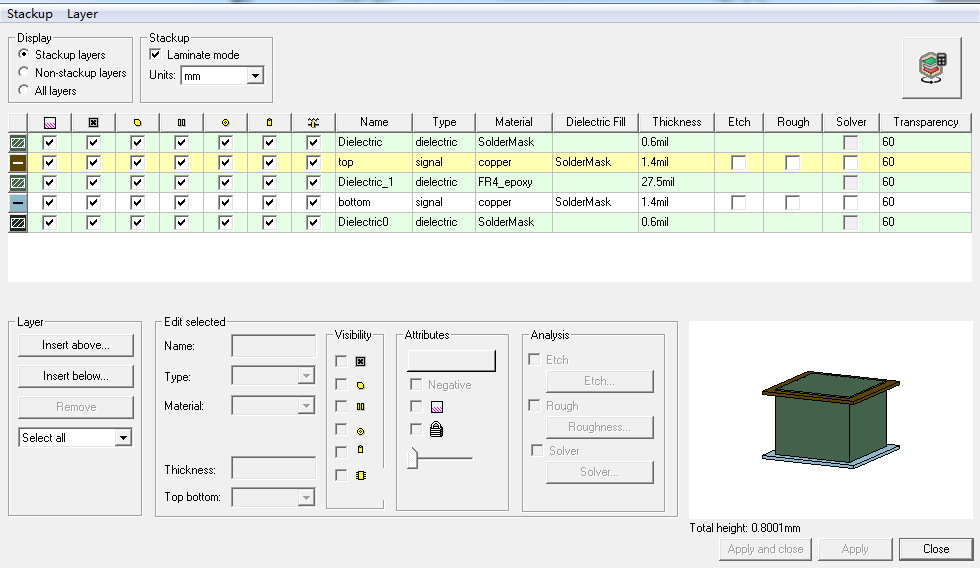 Stackup Layer
Display
Stackup layers
Non-stackup layers
All layers
Stackup
Laminate mode
Units: mm
Name Type Material Dielectric Fill Thickness Etch Rough Solver Transparency
Dielectric dielectric SolderMask 0.6mil 60
top signal copper SolderMask 1.4mil 60
Dielectric_1 dielectric FR4_epoxy 27.5mil 60
bottom signal copper SolderMask 1.4mil 60
Dielectric0 dielectric SolderMask 0.6mil 60
Layer
Insert above...
Insert below...
Remove
Select all
Edit selected
Name:
Type:
Material:
Thickness:
Top bottom:
Visibility
Attributes
Negative
Analysis
Etch
Etch...
Rough
Roughness...
Solver
Solver...
Total height: 0.8001mm
Apply and close Apply Close